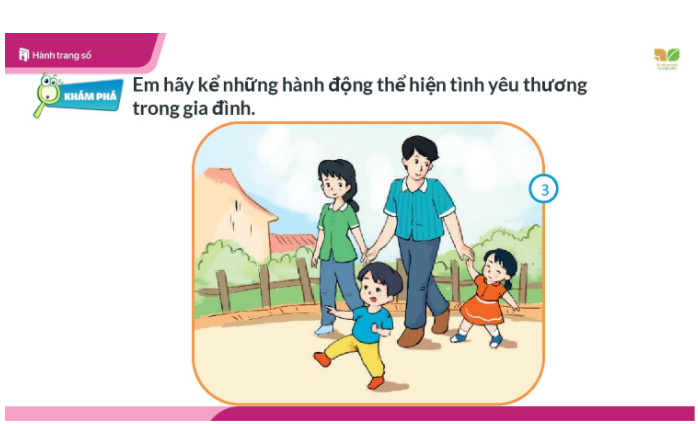 Hành trang số
KHÁM PHÁ
Em hãy kể những hành động thể hiện tình yêu thương
trong gia đình.
3